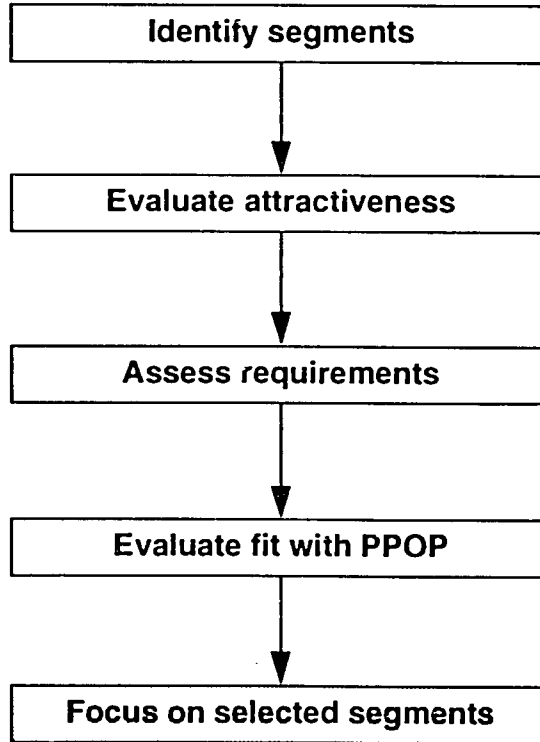 Identify segments
Evaluate attractiveness
Assess requirements
Evaluate fit with PPOP
Focus on selected segments